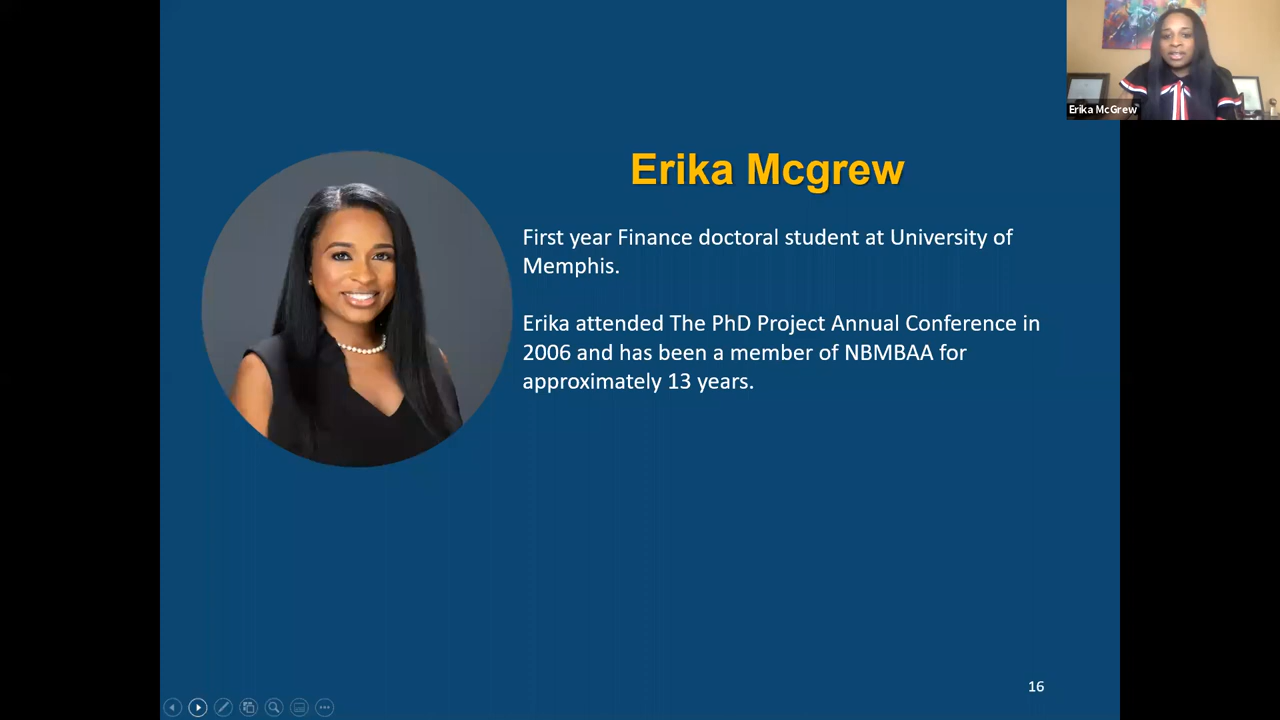 Erika McGrew
Erika Mcgrew
First year Finance doctoral student at University of
Memphis.
Erika attended The PhD Project Annual Conference in
2006 and has been a member of NBMBAA for
approximately 13 years.
16